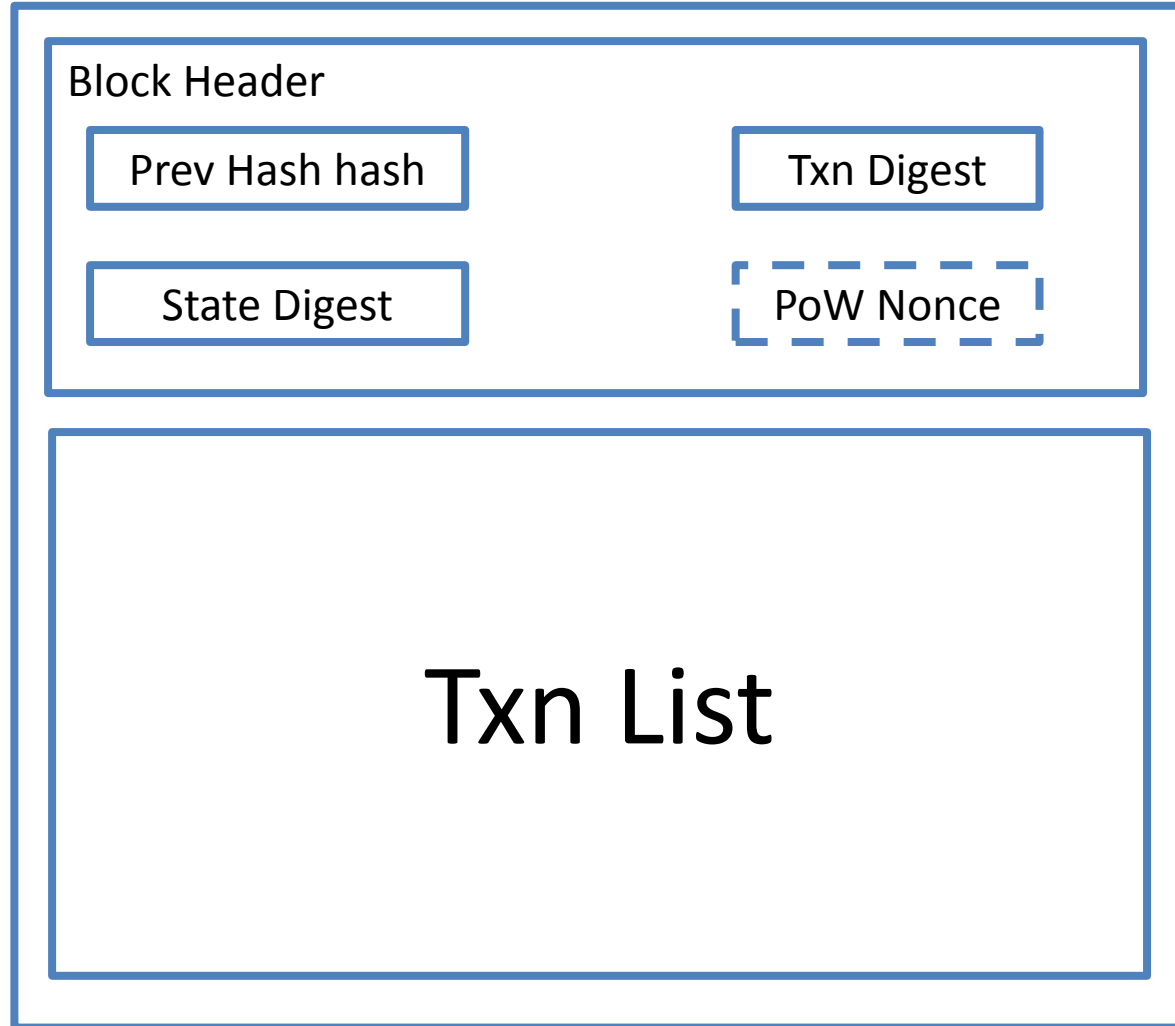 Block Header
Prev Hash hash
Txn Digest
State Digest
PoW Nonce
Txn List